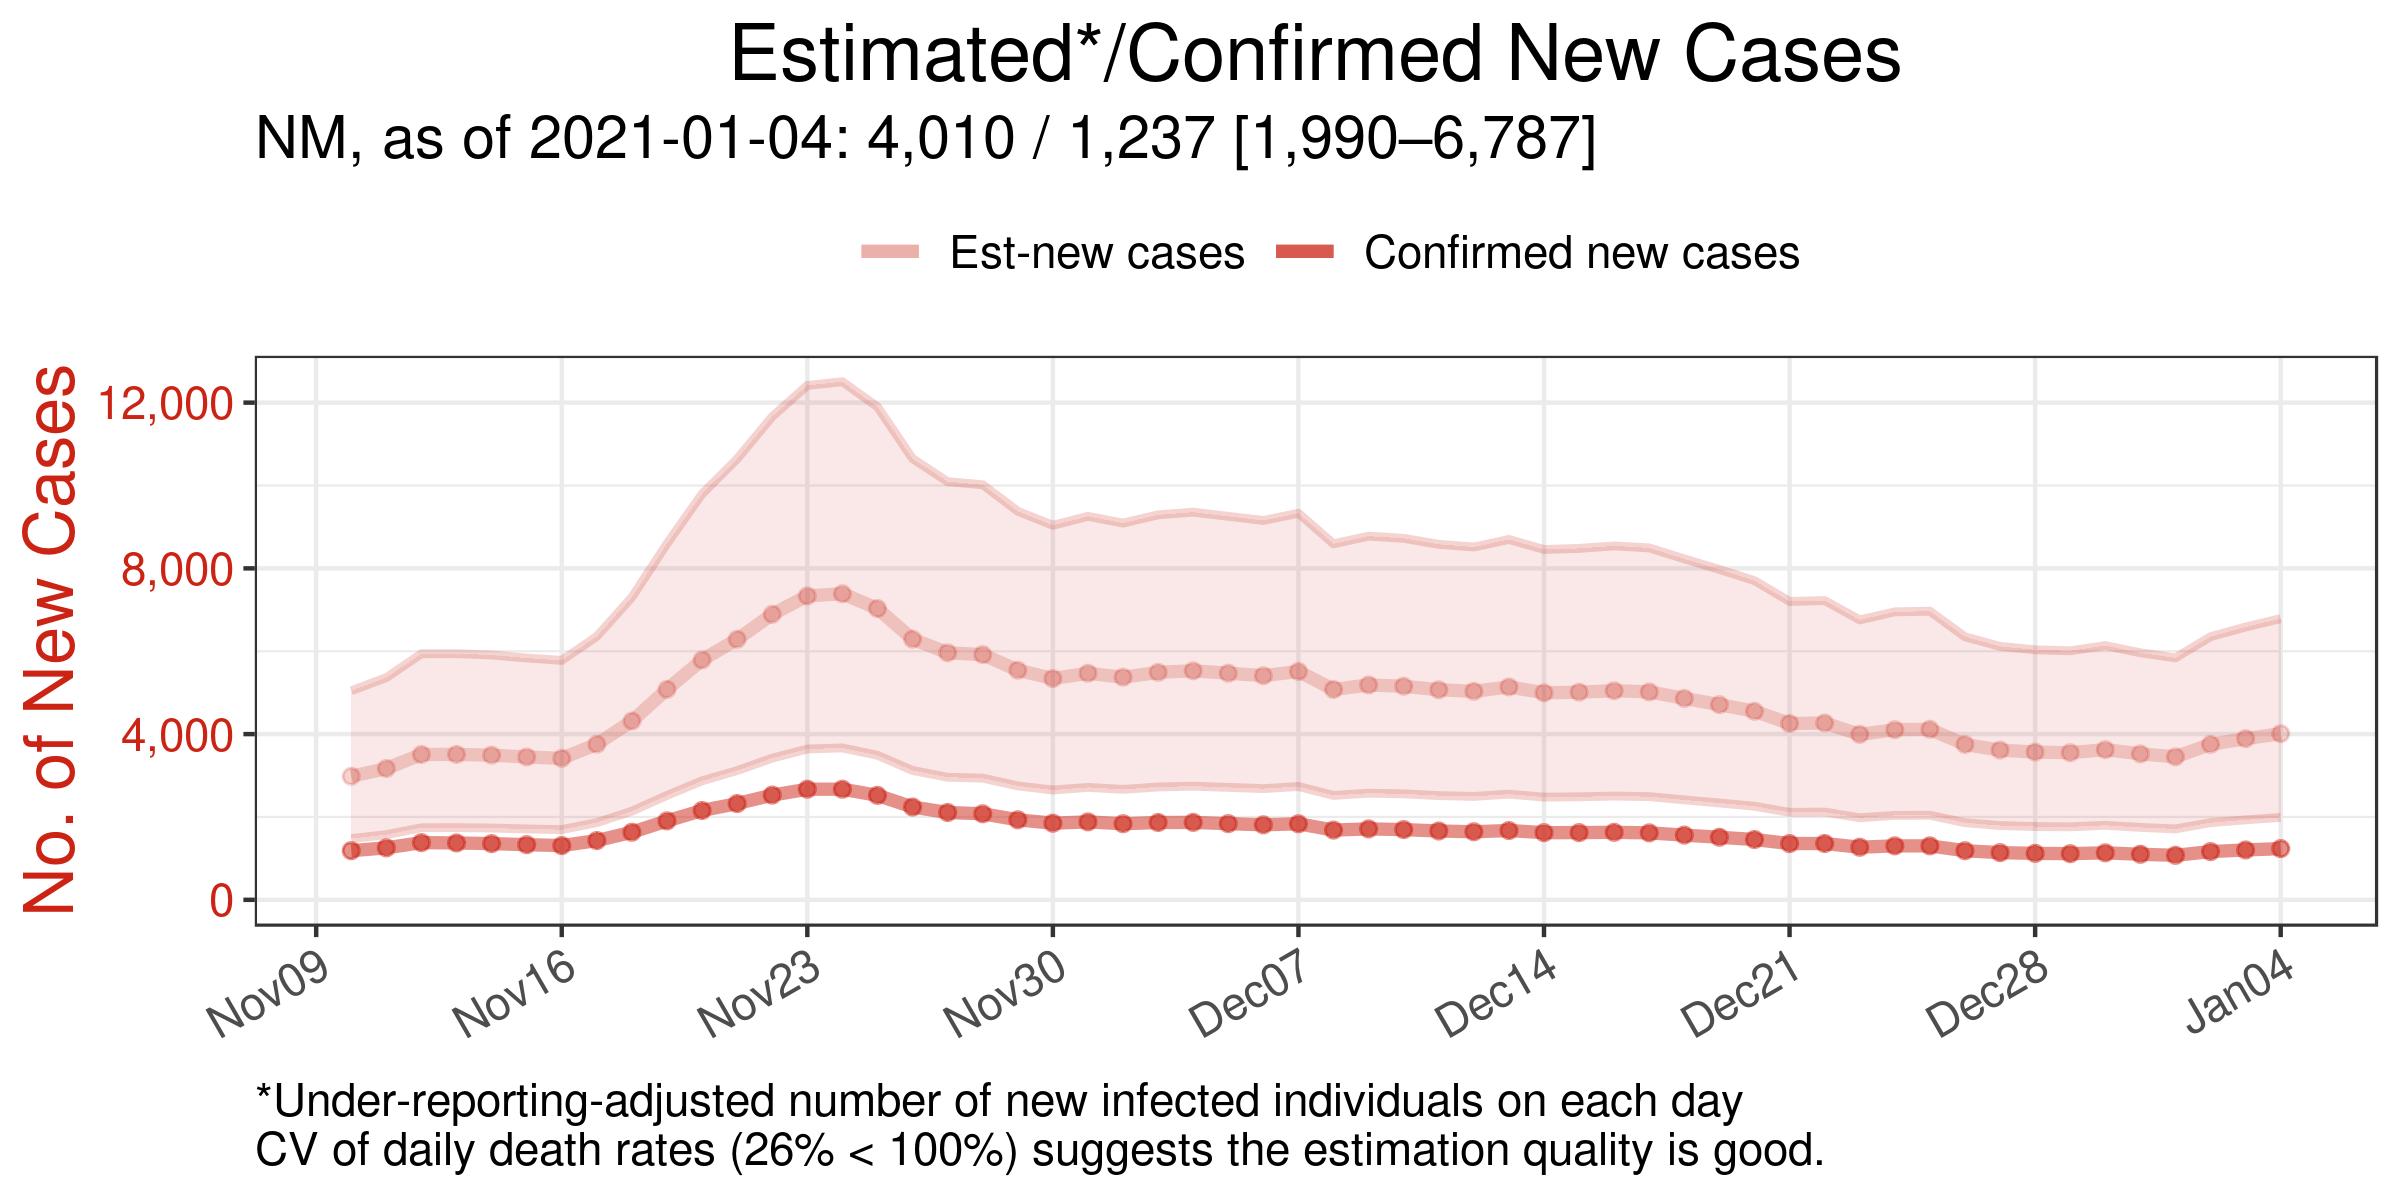 Estimated*/Confirmed New Cases
NM, as of 2021-01-04: 4,010 / 1,237 [1,990–6,787]
Est-new cases
Confirmed new cases
No. of New Cases
12,000
8,000
4,000
0
Nov09
Nov16
Nov23
Nov30
Dec07
Dec14
Dec21
Dec28
Jan04
*Under-reporting-adjusted number of new infected individuals on each day
CV of daily death rates (26% < 100%) suggests the estimation quality is good.